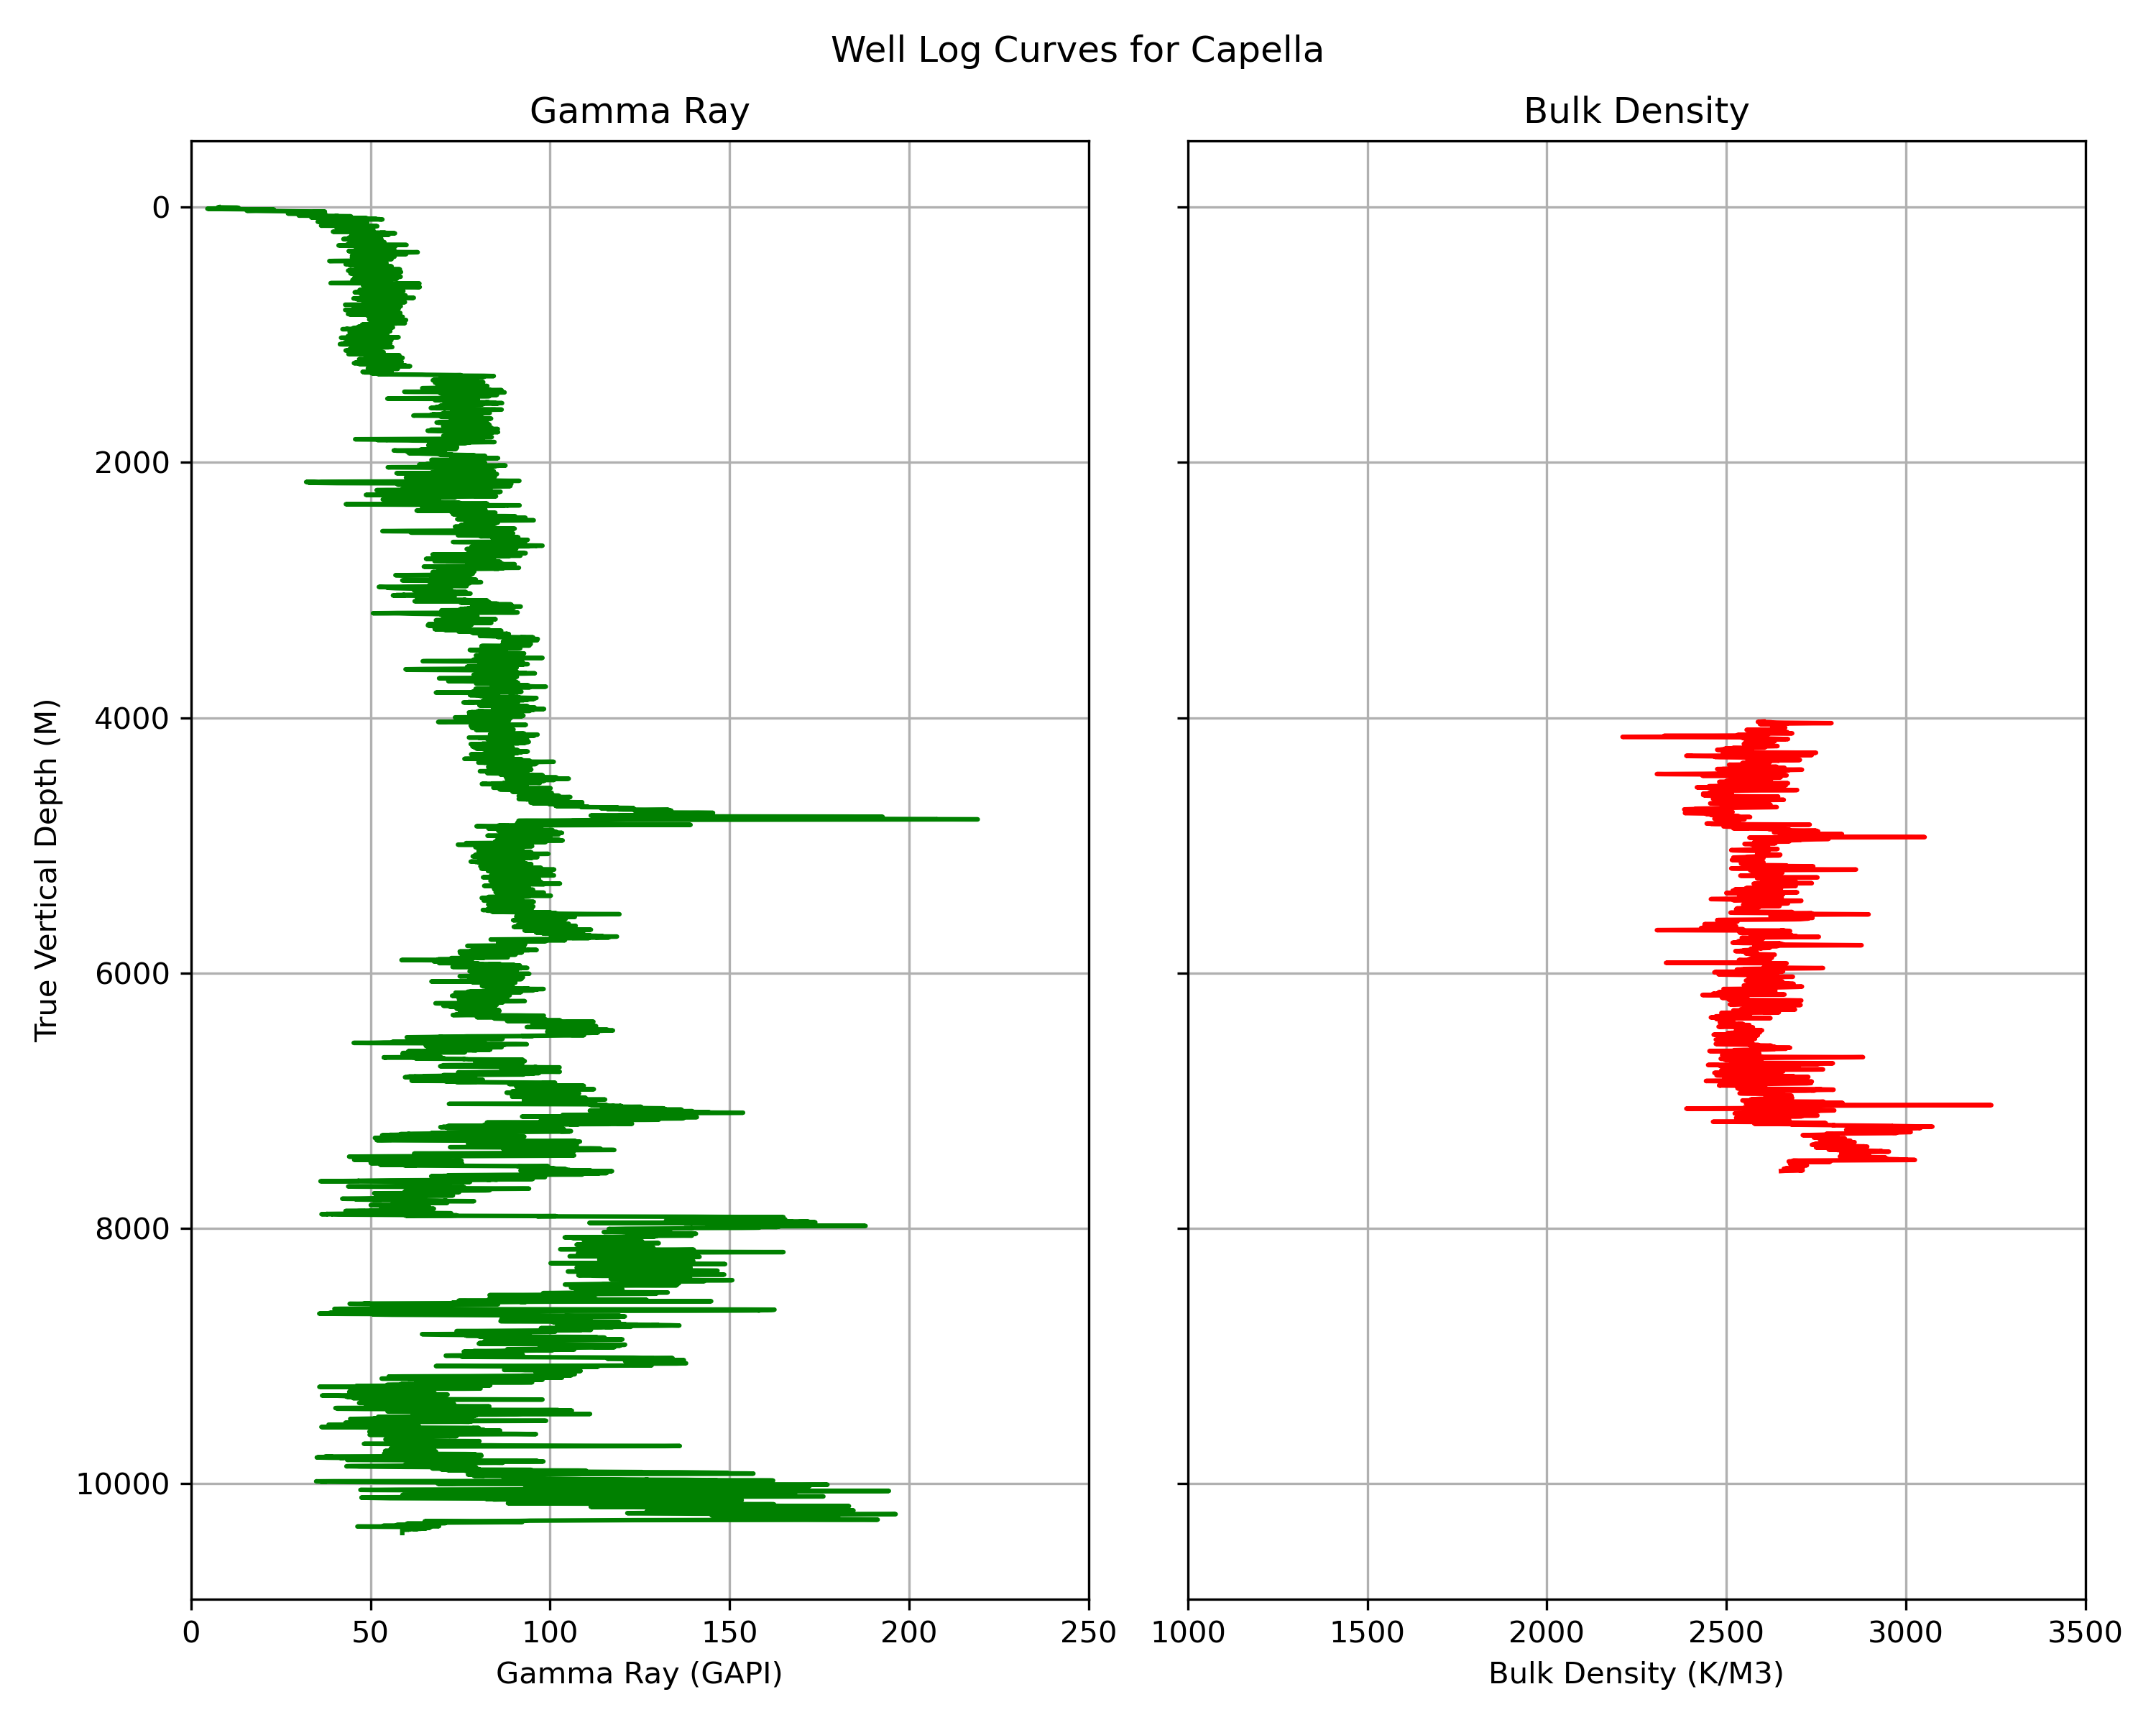 Well Log Curves for Capella
Gamma Ray
Bulk Density
0
2000
4000
6000
8000
10000
True Vertical Depth (M)
0 50 100 150 200 250
1000 1500 2000 2500 3000 3500
Gamma Ray (GAPI)
Bulk Density (K/M3)